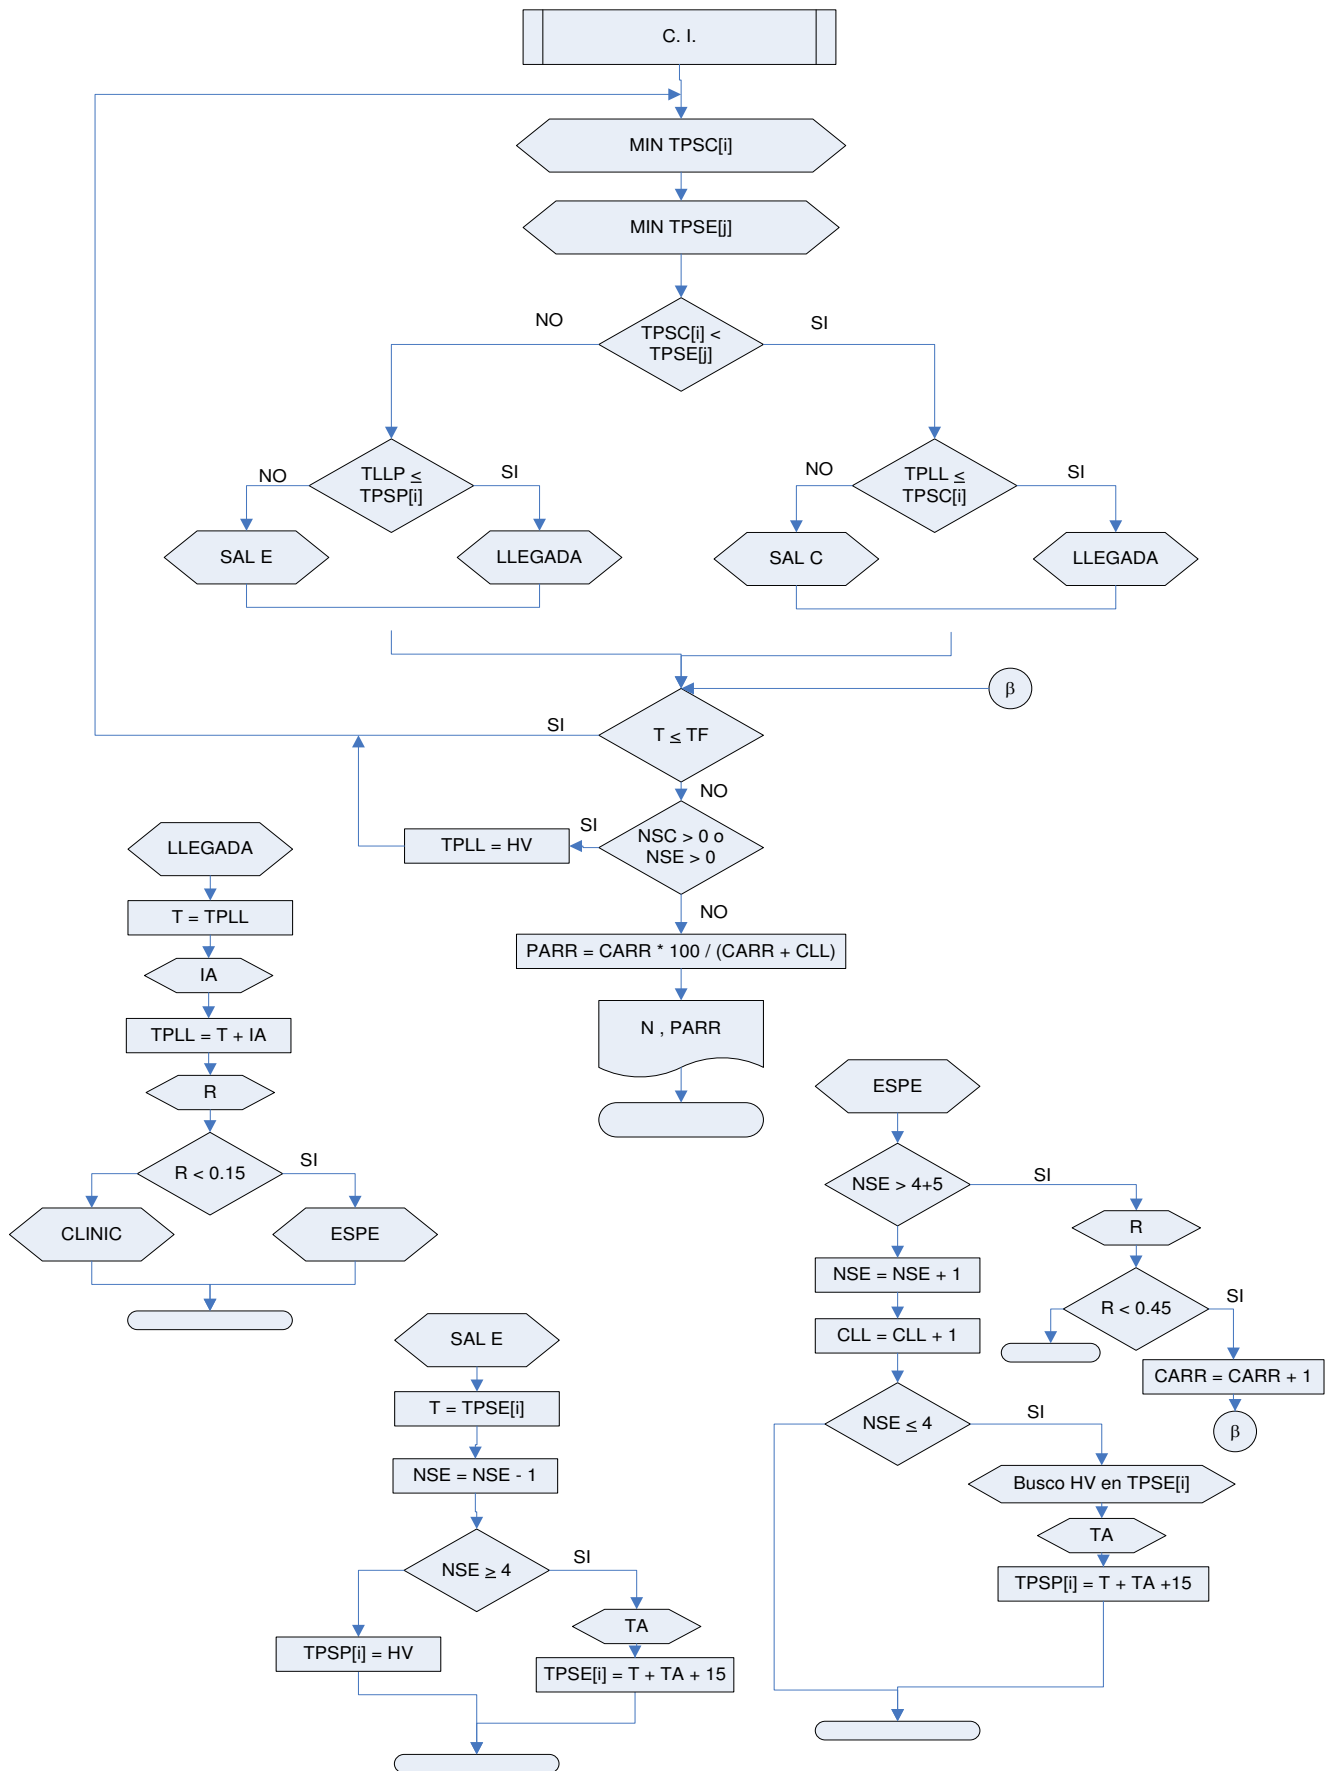 C. I.
MIN TPSC[i]
MIN TPSE[j]
NO
SI
TPSC[i] <
TPSE[j]
NO
TLLP ≤
TPSP[i]
SI
NO
TPLL ≤
TPSC[i]
SI
SAL E
LLEGADA
SAL C
LLEGADA
β
SI
T ≤ TF
NO
TPLL = HV
SI
NSC > 0 o
NSE > 0
NO
PARR = CARR * 100 / (CARR + CLL)
N , PARR
LLEGADA
T = TPLL
IA
TPLL = T + IA
R
R < 0.15
SI
CLINIC
ESPE
SAL E
T = TPSE[i]
NSE = NSE - 1
NSE ≥ 4
SI
TA
TPSP[i] = HV
TPSE[i] = T + TA + 15
ESPE
NSE > 4+5
SI
R
NSE = NSE + 1
R < 0.45
SI
CLL = CLL + 1
CARR = CARR + 1
β
NSE ≤ 4
SI
Busco HV en TPSE[i]
TA
TPSP[i] = T + TA +15